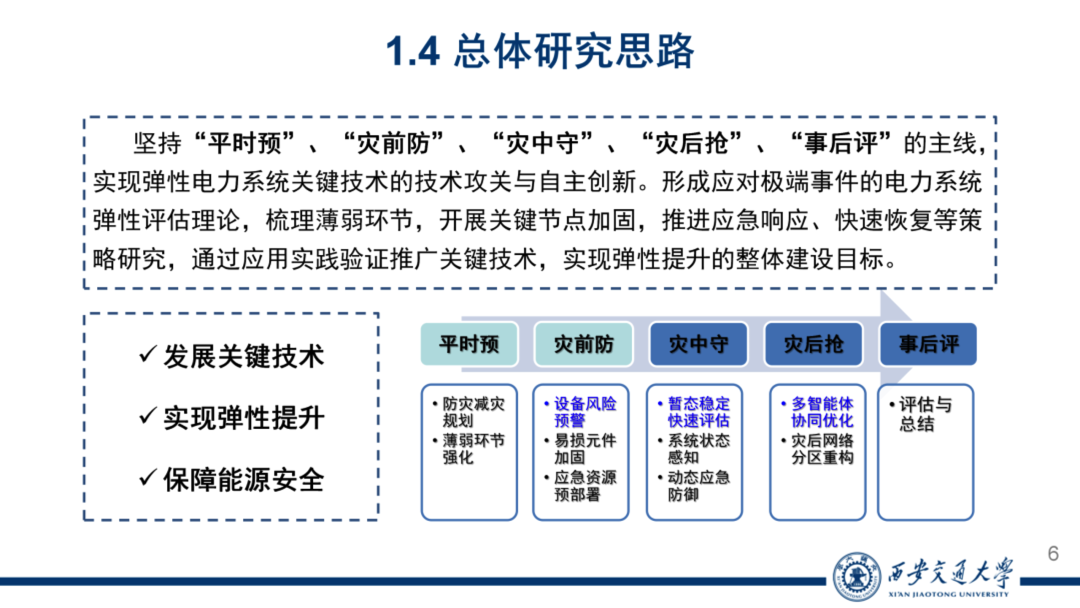 1.4 总体研究思路
坚持“平时预”、“灾前防”、“灾中守”、“灾后抢”、“事后评”的主线，
实现弹性电力系统关键技术的技术攻关与自主创新。形成应对极端事件的电力系统
弹性评估理论，梳理薄弱环节，开展关键节点加固，推进应急响应、快速恢复等策
略研究，通过应用实践验证推广关键技术，实现弹性提升的整体建设目标。
✓ 发展关键技术
✓ 实现弹性提升
✓ 保障能源安全
平时预
灾前防
灾中守
灾后抢
事后评
• 防灾减灾
规划
• 薄弱环节
强化
• 设备风险
预警
• 易损元件
加固
• 应急资源
预部署
• 暂态稳定
快速评估
• 系统状态
感知
• 动态应急
防御
• 多智能体
协同优化
• 灾后网络
分区重构
• 评估与
总结
6
西安交通大学
XI'AN JIAOTONG UNIVERSITY